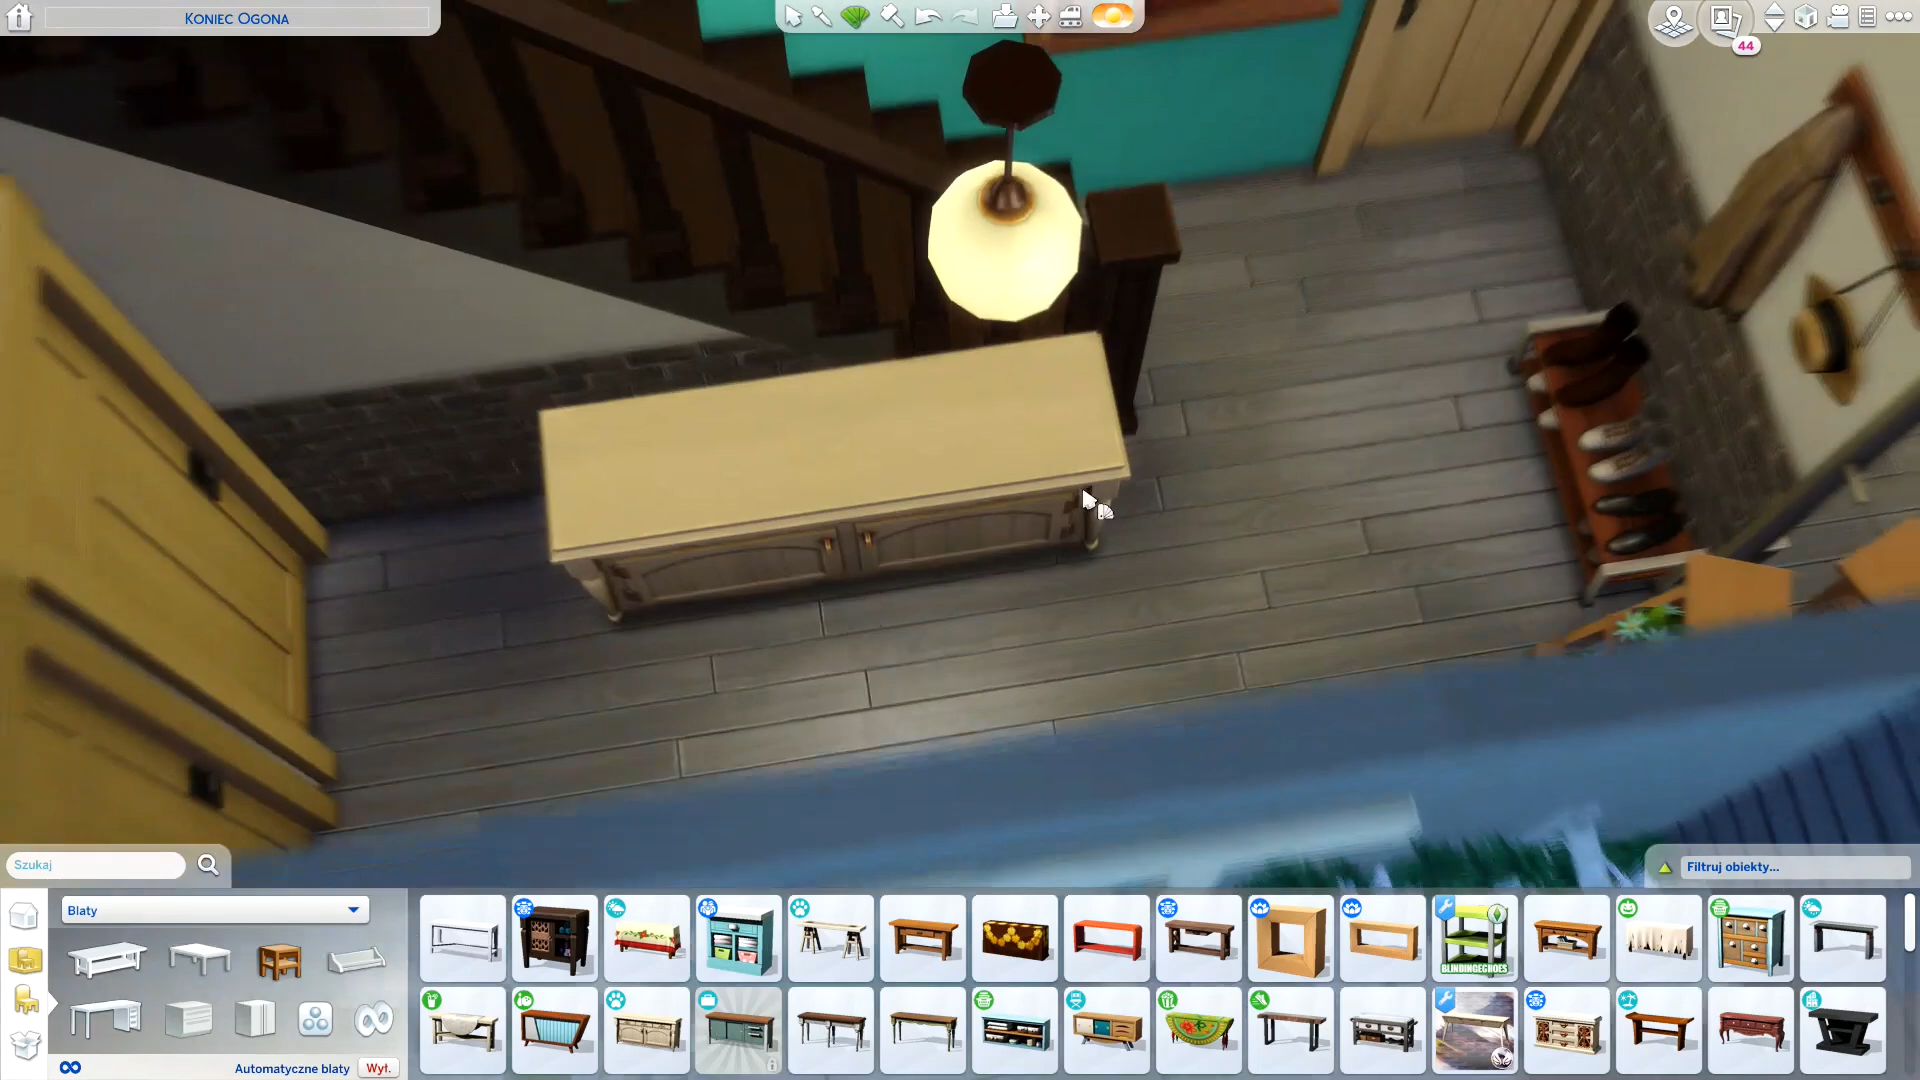 Koniec Ogona
44
Szukaj
Filtruj obiekty...
Blaty
BLINDINGECHOES
Automatyczne blaty
Wył.